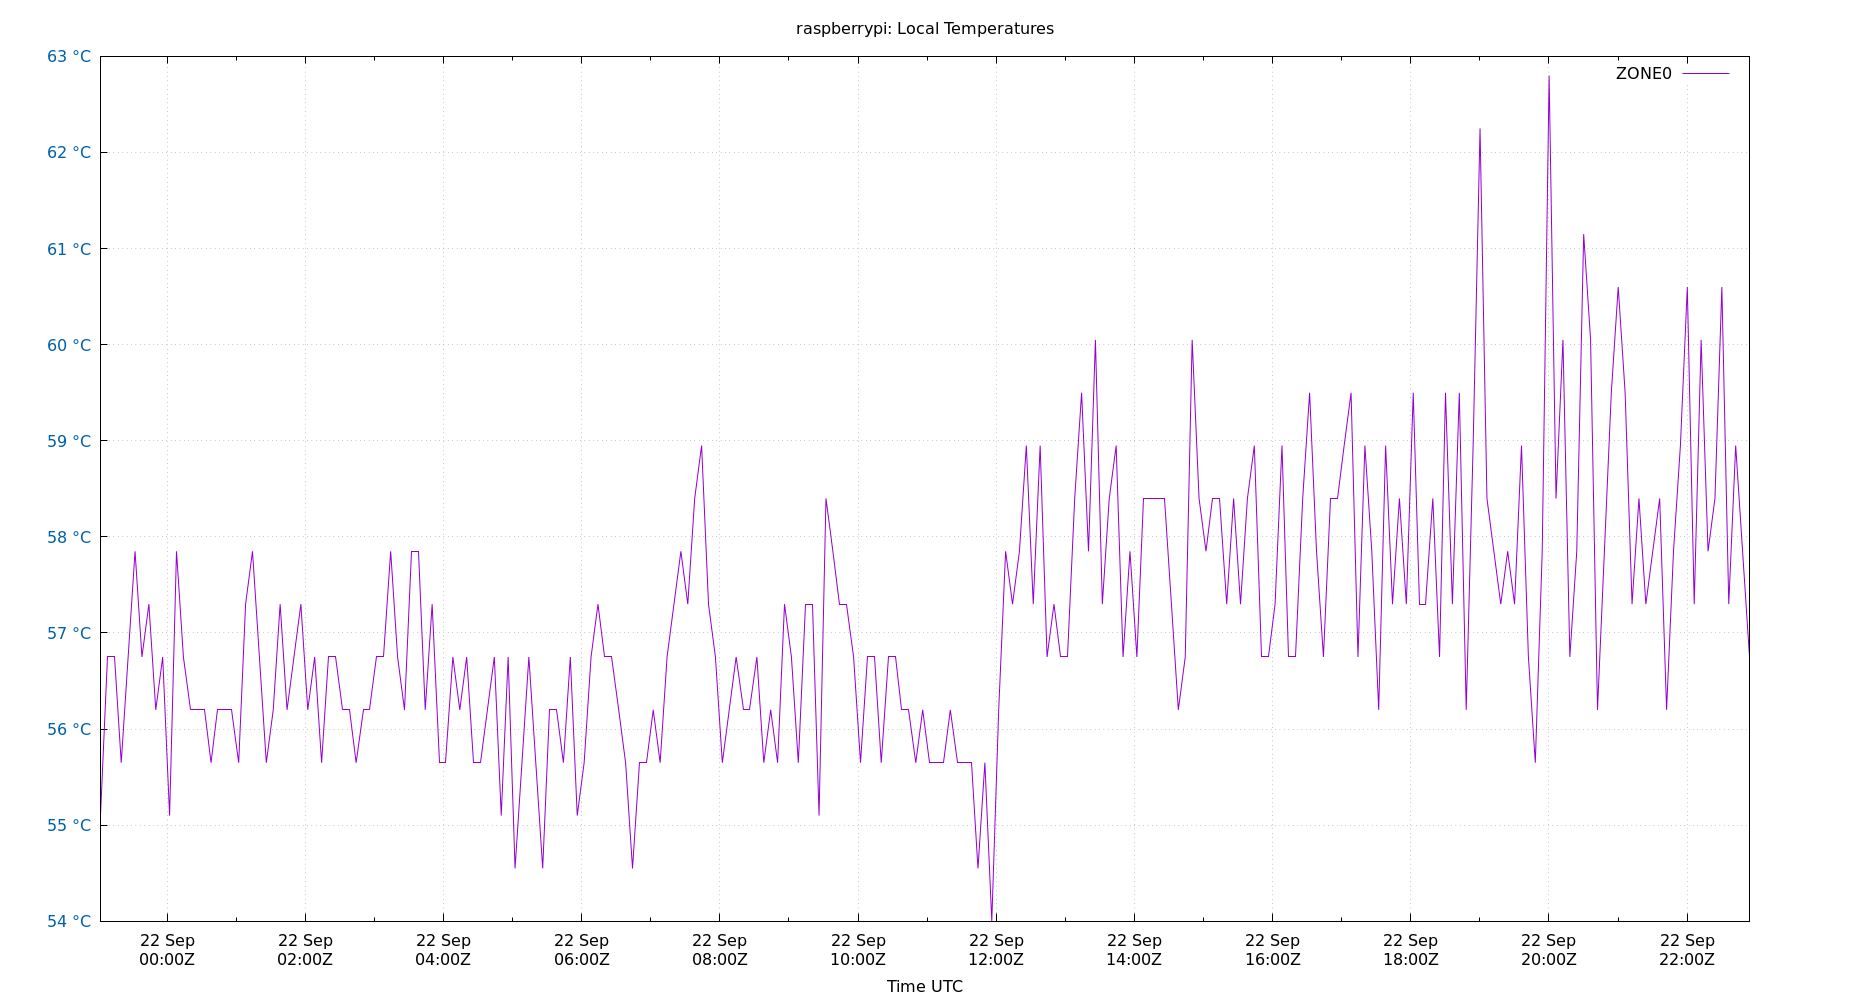 raspberrypi: Local Temperatures
63 °C
ZONE0
62 °C
61 °C
60 °C
59 °C
58 °C
57 °C
56 °C
55 °C
54 °C
22 Sep 22 Sep 22 Sep 22 Sep 22 Sep 22 Sep 22 Sep 22 Sep 22 Sep 22 Sep 22 Sep 22 Sep
00:00Z 02:00Z 04:00Z 06:00Z 08:00Z 10:00Z 12:00Z 14:00Z 16:00Z 18:00Z 20:00Z 22:00Z
Time UTC